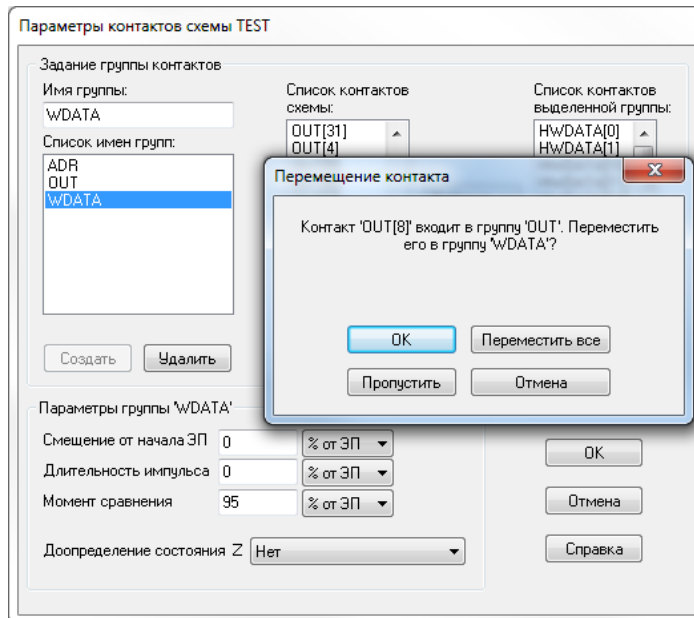 Параметры контактов схемы TEST
Задание группы контактов
Имя группы:
WDATA
Список имен групп:
ADR
OUT
WDATA
Создать
Удалить
Список контактов
схемы:
OUT[31]
OUT[4]
Список контактов
выделенной группы:
HWDATA[0]
HWDATA[1]
Перемещение контакта
Контакт 'OUT[8]' входит в группу 'OUT'. Переместить
его в группу 'WDATA'?
OK
Переместить все
Пропустить
Отмена
Параметры группы 'WDATA'
Смещение от начала ЭП 0 % от ЭП
Длительность импульса 0 % от ЭП
Момент сравнения 95 % от ЭП
Доопределение состояния Z Нет
OK
Отмена
Справка